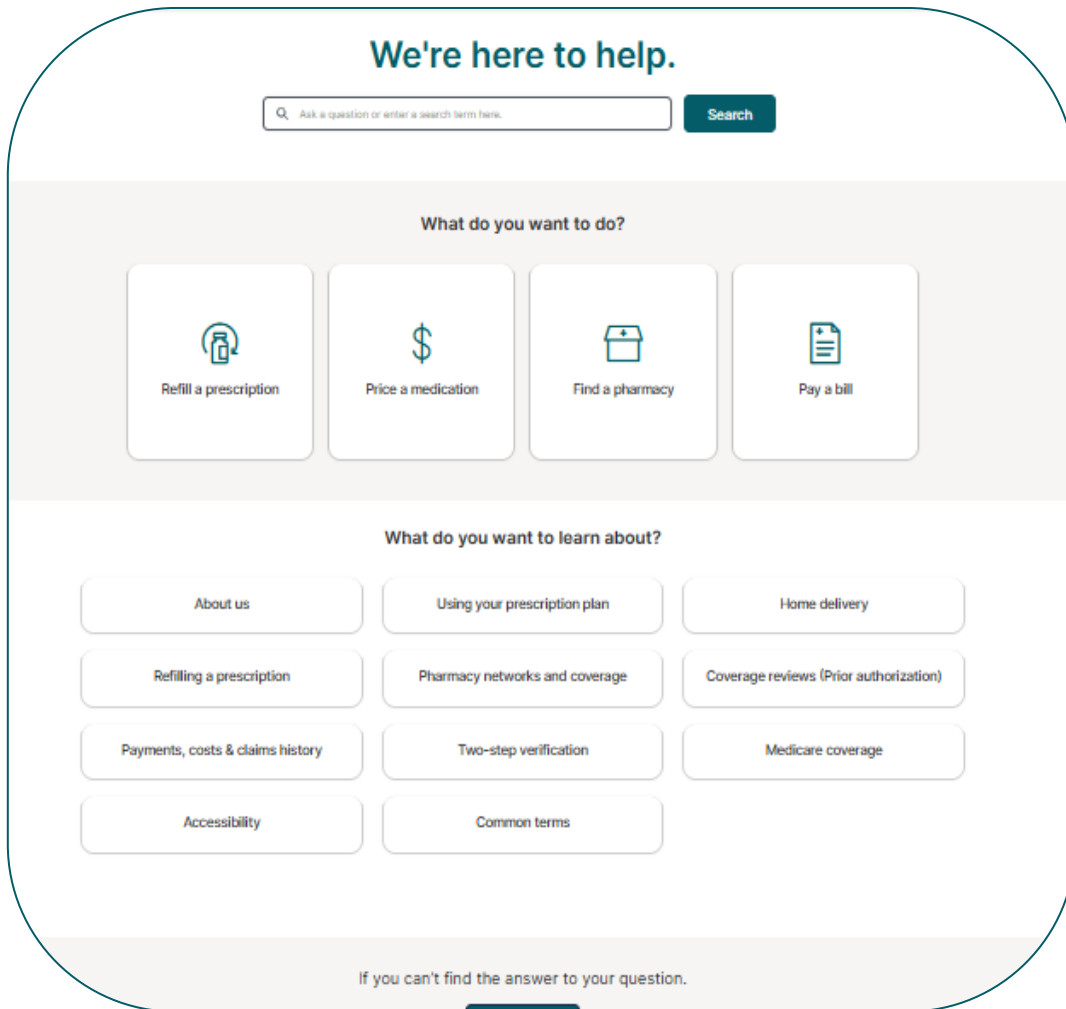 We're here to help.
Ask a question or enter a search term here.
Search
What do you want to do?
Refill a prescription
Price a medication
Find a pharmacy
Pay a bill
What do you want to learn about?
About us
Using your prescription plan
Home delivery
Refilling a prescription
Pharmacy networks and coverage
Coverage reviews (Prior authorization)
Payments, costs & claims history
Two-step verification
Medicare coverage
Accessibility
Common terms
If you can't find the answer to your question.